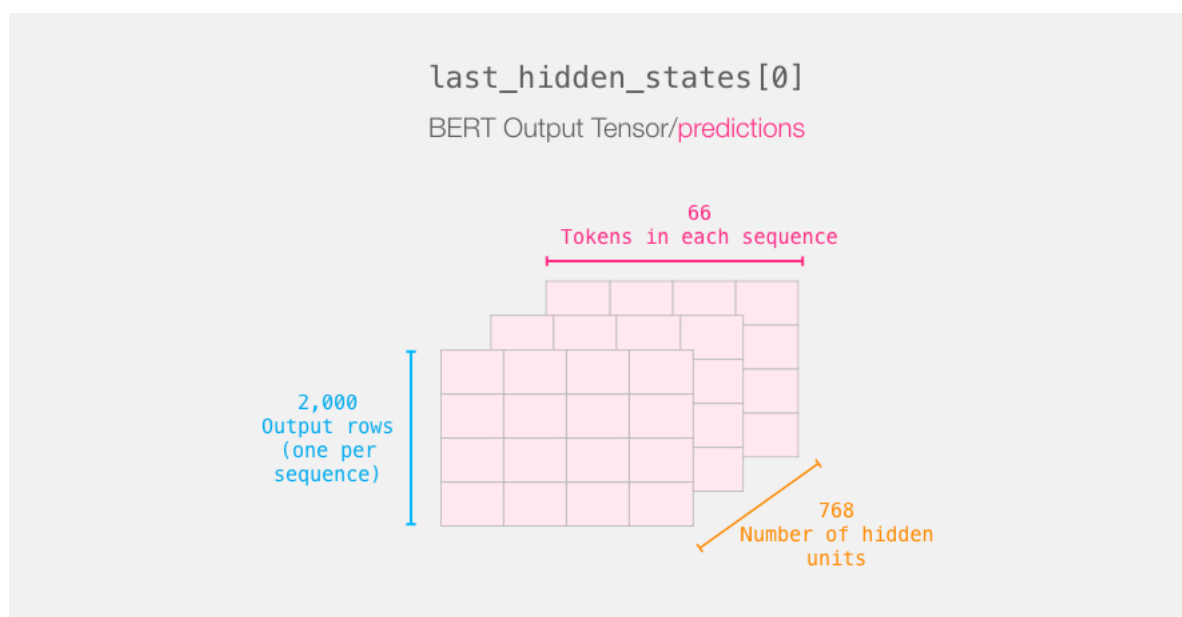 last_hidden_states[0]
BERT Output Tensor/predictions
66
Tokens in each sequence
2,000
Output rows
(one per
sequence)
768
Number of hidden
units